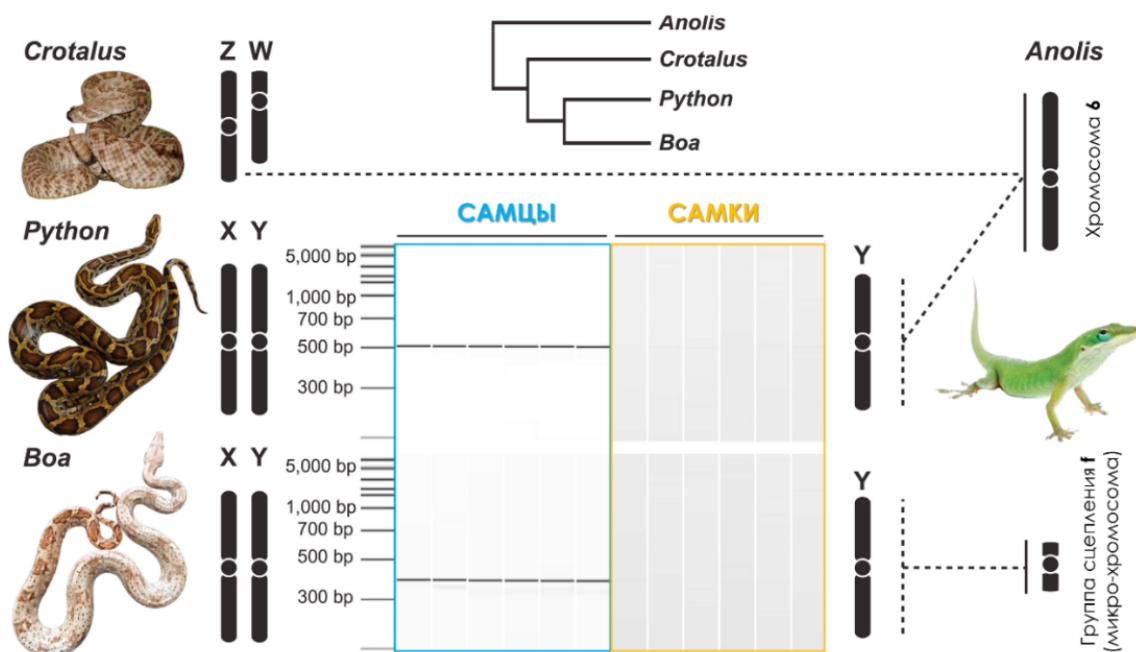 Anolis
Crotalus
Python
Boa
Crotalus
Z W
Anolis
Хромосома 6
САМЦЫ
САМКИ
Python
X Y
5,000 bp
1,000 bp
700 bp
500 bp
300 bp
Y
Boa
X Y
5,000 bp
1,000 bp
700 bp
500 bp
300 bp
Y
Группа сцепления f
(микро-хромосома)